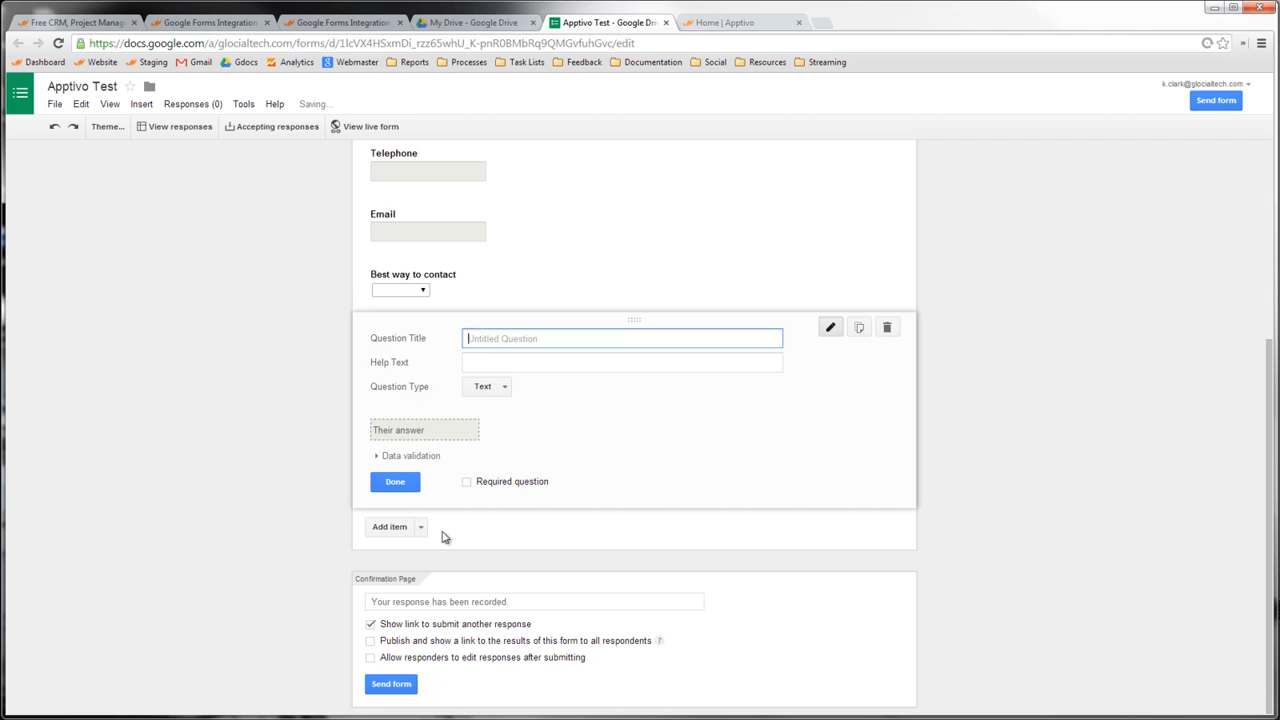 Free CRM, Project Manage
Google Forms Integration
Google Forms Integration
My Drive - Google Drive
Apptivo Test - Google Dri
Home | Apptivo
https://docs.google.com/a/glocialtech.com/forms/d/1lcVX4HSxmDi_rzz65whU_K-pnR0BMbRq9QMGvfuhGvc/edit
Dashboard
Website
Staging
Gmail
Gdocs
Analytics
Webmaster
Reports
Processes
Task Lists
Feedback
Documentation
Social
Resources
Streaming
Apptivo Test
k.clark@glocialtech.com
File Edit View Insert Responses (0) Tools Help Saving...
Send form
Theme...
View responses
Accepting responses
View live form
Telephone
Email
Best way to contact
Question Title
Untitled Question
Help Text
Question Type
Text
Their answer
Data validation
Done
Required question
Add item
Confirmation Page
Your response has been recorded.
Show link to submit another response
Publish and show a link to the results of this form to all respondents ?
Allow responders to edit responses after submitting
Send form